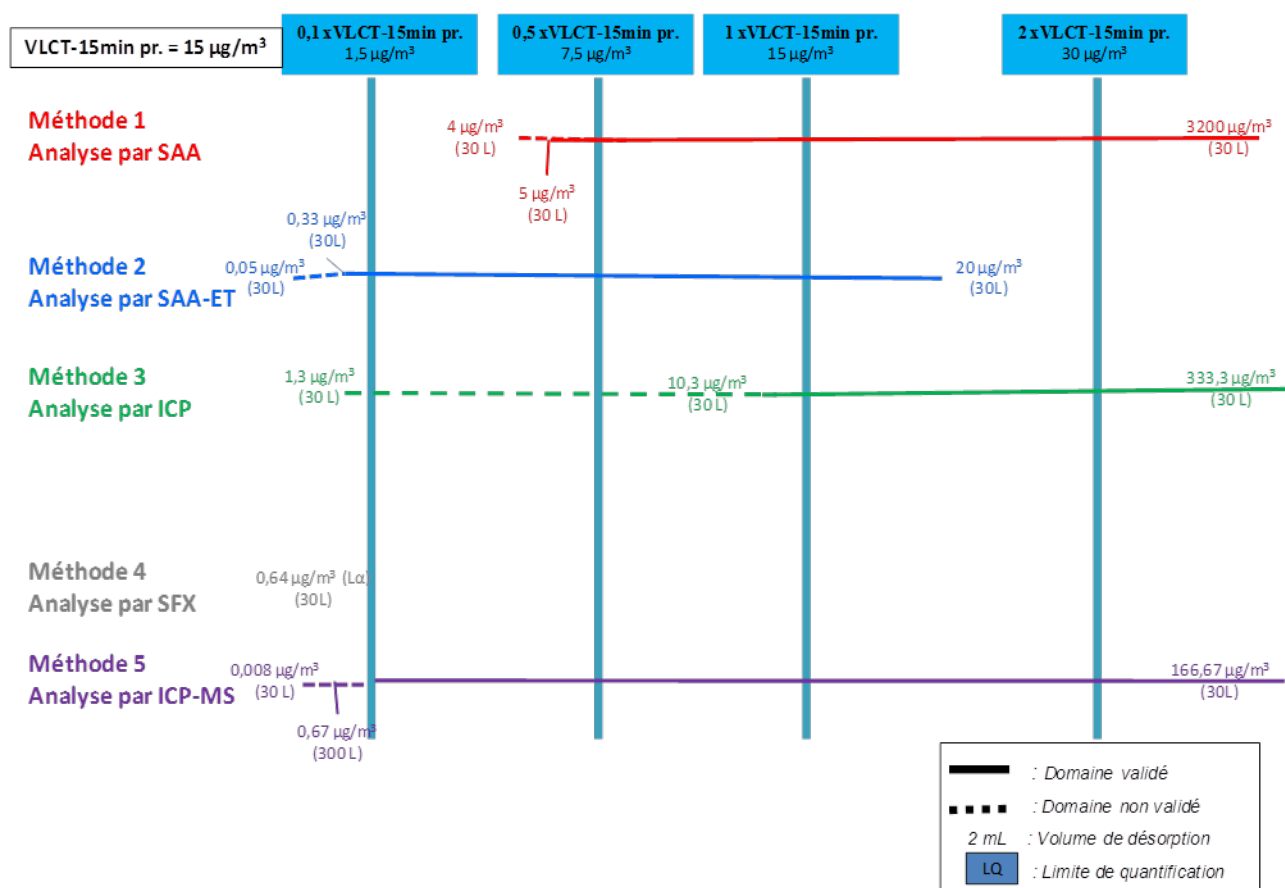 VLCT-15min pr. = 15 µg/m³
0,1 xVLCT-15min pr.
1,5 µg/m³
0,5 xVLCT-15min pr.
7,5 µg/m³
1 xVLCT-15min pr.
15 µg/m³
2 xVLCT-15min pr.
30 µg/m³
Méthode 1
Analyse par SAA
4 µg/m³
(30 L)
5 µg/m³
(30 L)
3200 µg/m³
(30 L)
Méthode 2
Analyse par SAA-ET
0,33 µg/m³
(30L)
0,05 µg/m³
(30L)
20 µg/m³
(30L)
Méthode 3
Analyse par ICP
1,3 µg/m³
(30 L)
10,3 µg/m³
(30 L)
333,3 µg/m³
(30 L)
Méthode 4
Analyse par SFX
0,64 µg/m³ (Lα)
(30L)
Méthode 5
Analyse par ICP-MS
0,008 µg/m³
(30 L)
0,67 µg/m³
(300 L)
166,67 µg/m³
(30L)
: Domaine validé
: Domaine non validé
2 mL : Volume de désorption
LQ : Limite de quantification